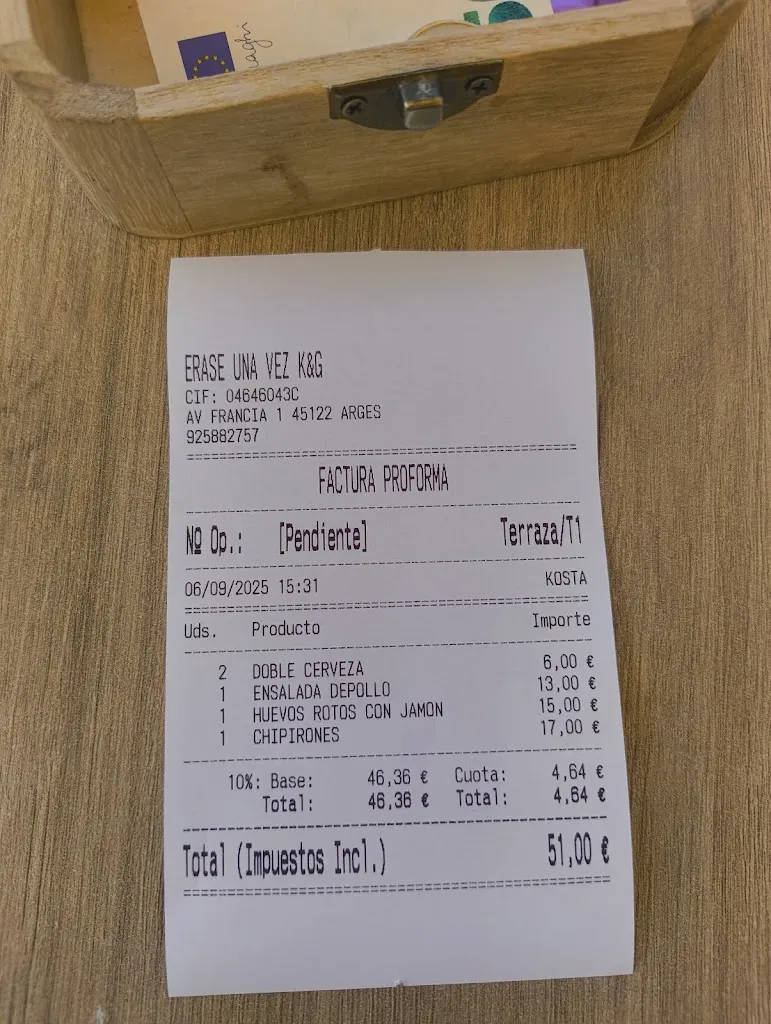 aghi
ERASE UNA VEZ K&G
CIF: 04646043C
AV FRANCIA 1 45122 ARGES
925882757
FACTURA PROFORMA
Nº Op.: [Pendiente] Terraza/T1
06/09/2025 15:31 KOSTA
Uds. Producto Importe
2 DOBLE CERVEZA 6,00 €
1 ENSALADA DEPOLLO 13,00 €
1 HUEVOS ROTOS CON JAMON 15,00 €
1 CHIPIRONES 17,00 €
10%: Base: 46,36 € Cuota: 4,64 €
Total: 46,36 € Total: 4,64 €
Total (Impuestos Incl.) 51,00 €